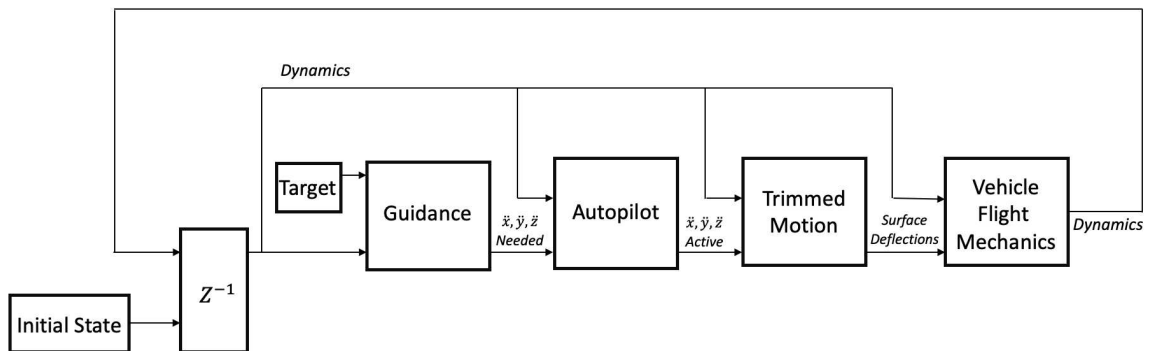 Dynamics
Target
Guidance
ẍ, ÿ, z̈
Needed
Autopilot
ẍ, ÿ, z̈
Active
Trimmed
Motion
Surface
Deflections
Vehicle
Flight
Mechanics
Dynamics
Z⁻¹
Initial State